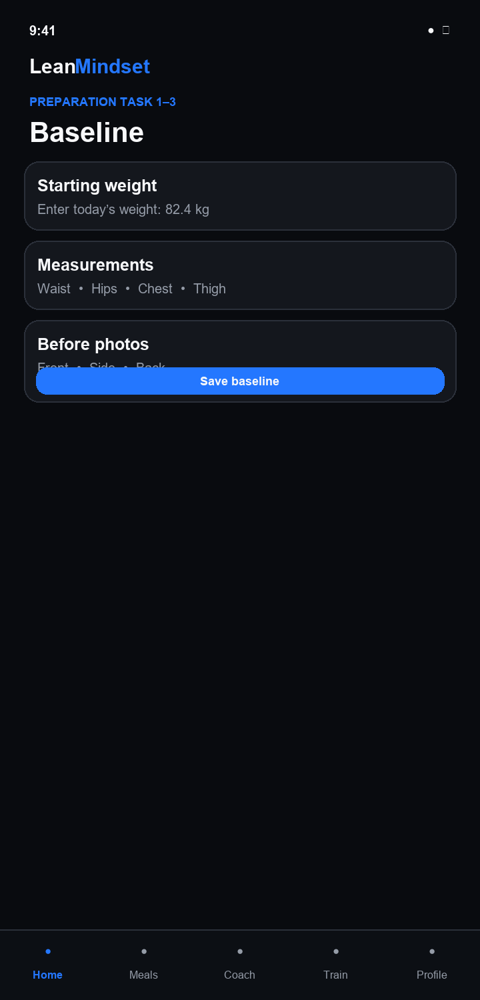 9:41
LeanMindset
PREPARATION TASK 1–3
Baseline
Starting weight
Enter today’s weight: 82.4 kg
Measurements
Waist • Hips • Chest • Thigh
Before photos
Front • Side • Back
Save baseline
Home Meals Coach Train Profile